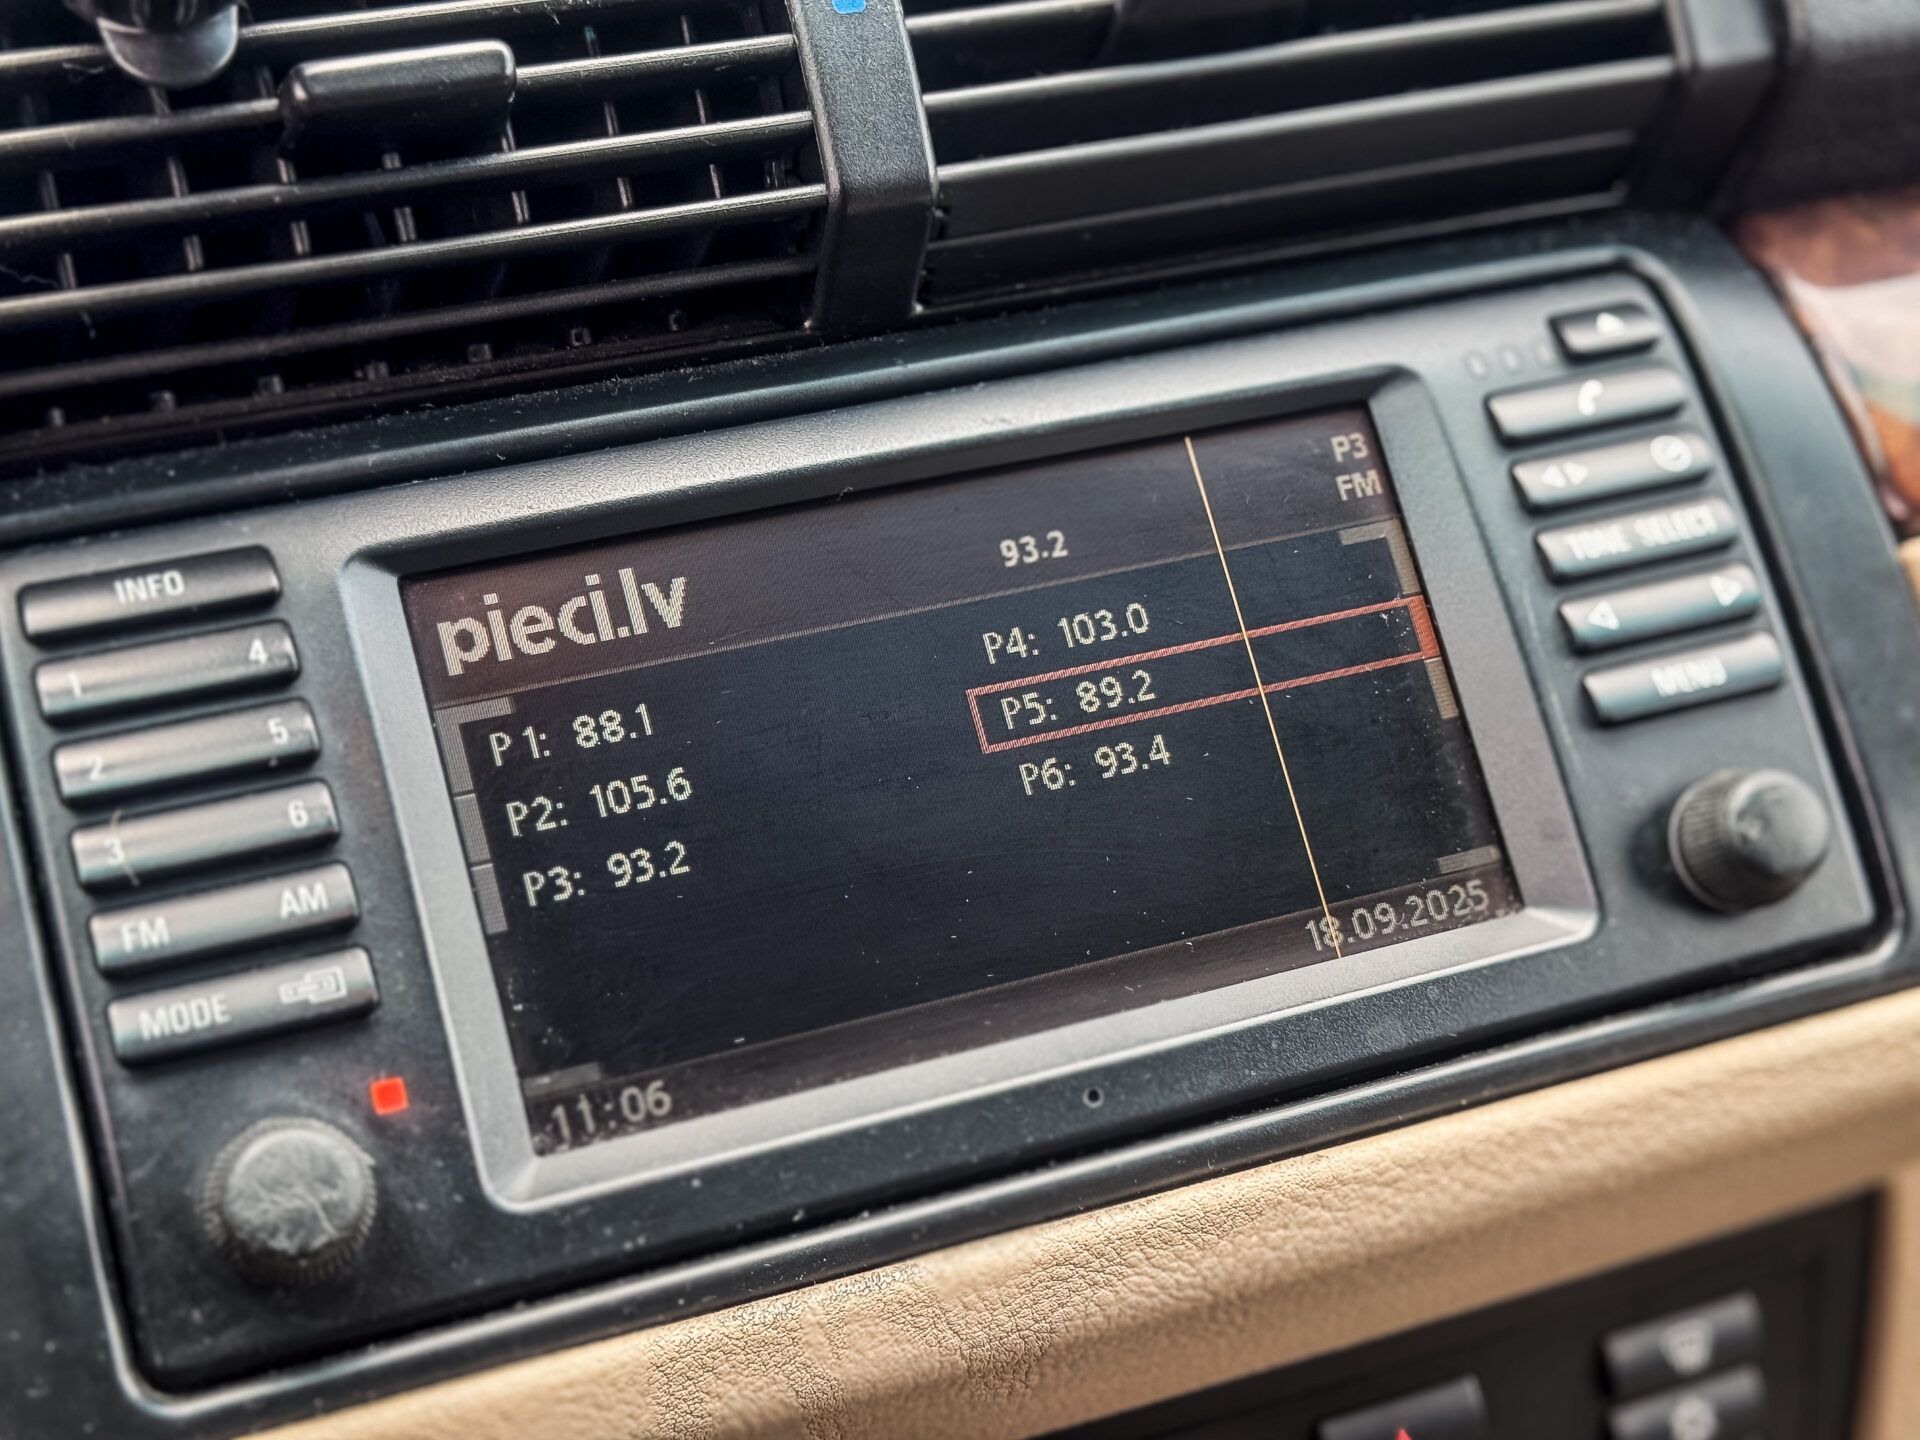 P3
FM
pieci.lv
93.2
P1: 88.1
P2: 105.6
P3: 93.2
P4: 103.0
P5: 89.2
P6: 93.4
11:06
18.09.2025
INFO
1 4
2 5
3 6
FM AM
MODE
TONE SELECT
MENU